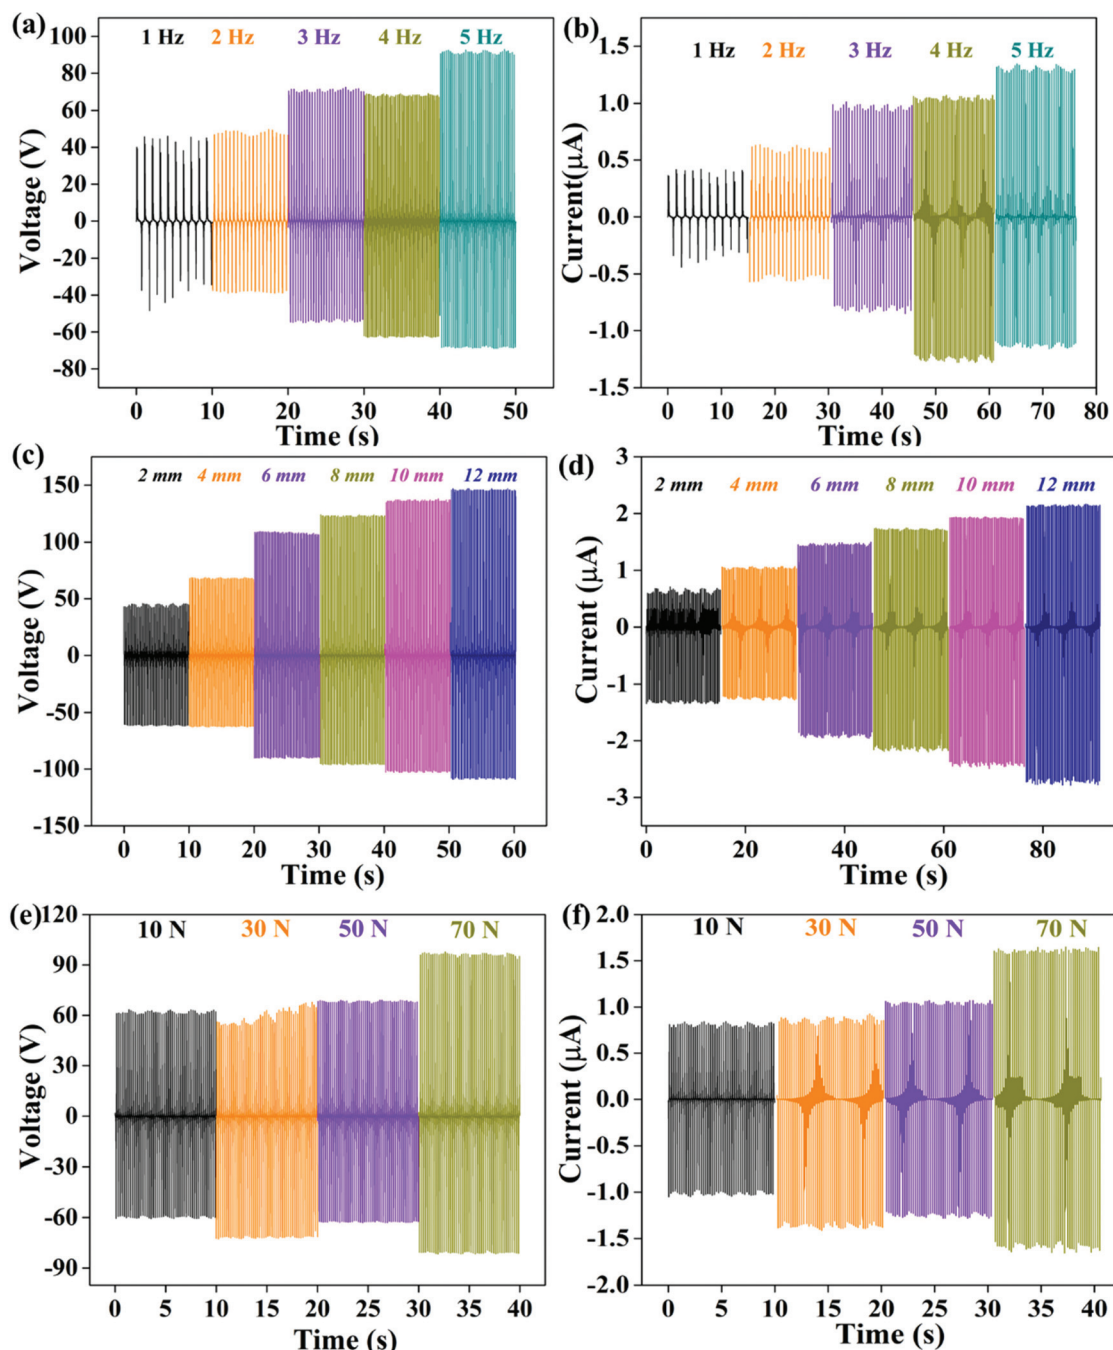 (a)
1 Hz 2 Hz 3 Hz 4 Hz 5 Hz
Voltage (V)
100
80
60
40
20
0
-20
-40
-60
-80
0 10 20 30 40 50
Time (s)
(b)
1 Hz 2 Hz 3 Hz 4 Hz 5 Hz
Current(μA)
1.5
1.0
0.5
0.0
-0.5
-1.0
-1.5
0 10 20 30 40 50 60 70 80
Time (s)
(c)
2 mm 4 mm 6 mm 8 mm 10 mm 12 mm
Voltage (V)
150
100
50
0
-50
-100
-150
0 10 20 30 40 50 60
Time (s)
(d)
2 mm 4 mm 6 mm 8 mm 10 mm 12 mm
Current (μA)
3
2
1
0
-1
-2
-3
0 20 40 60 80
Time (s)
(e)
10 N 30 N 50 N 70 N
Voltage (V)
120
90
60
30
0
-30
-60
-90
0 5 10 15 20 25 30 35 40
Time (s)
(f)
10 N 30 N 50 N 70 N
Current (μA)
2.0
1.5
1.0
0.5
0.0
-0.5
-1.0
-1.5
-2.0
0 5 10 15 20 25 30 35 40
Time (s)